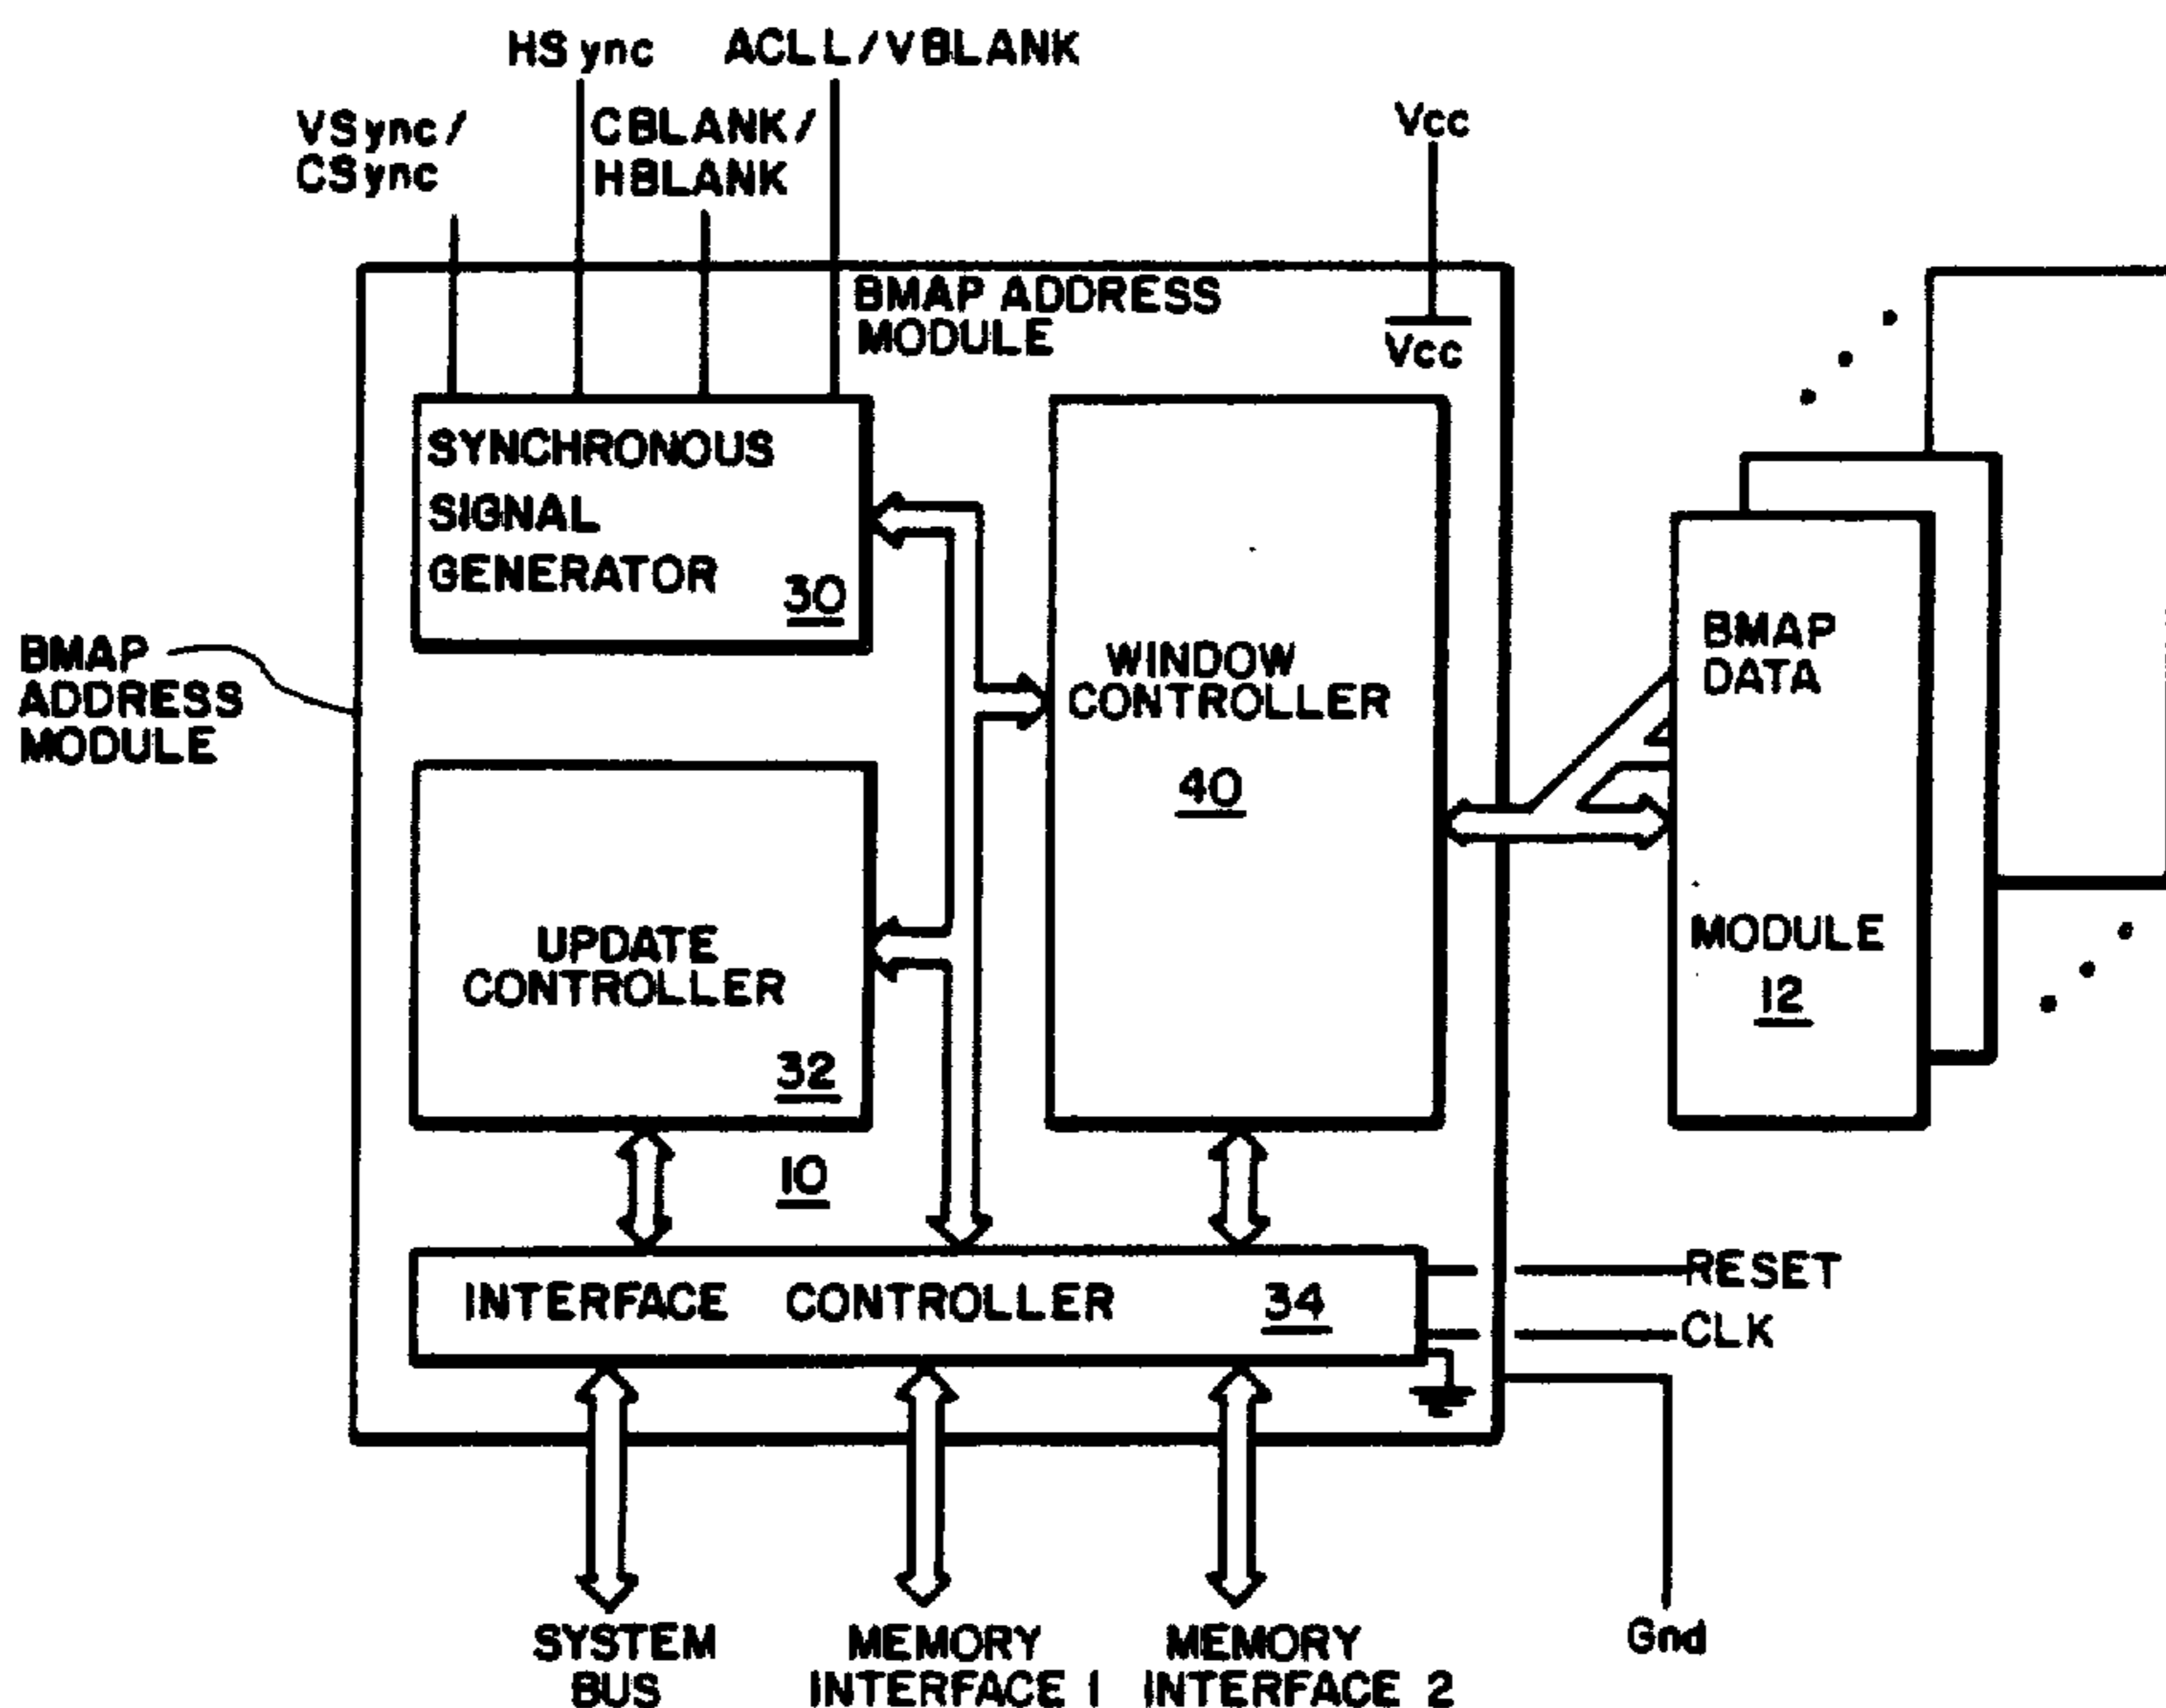 HSync
ACLL/VBLANK
VSync/
CSync
CBLANK/
HBLANK
Vcc
BMAP ADDRESS
MODULE
Vcc
SYNCHRONOUS
SIGNAL
GENERATOR
30
BMAP
ADDRESS
MODULE
WINDOW
CONTROLLER
40
BMAP
DATA
MODULE
12
UPDATE
CONTROLLER
32
10
INTERFACE CONTROLLER 34
RESET
CLK
SYSTEM
BUS
MEMORY
INTERFACE 1
MEMORY
INTERFACE 2
Gnd